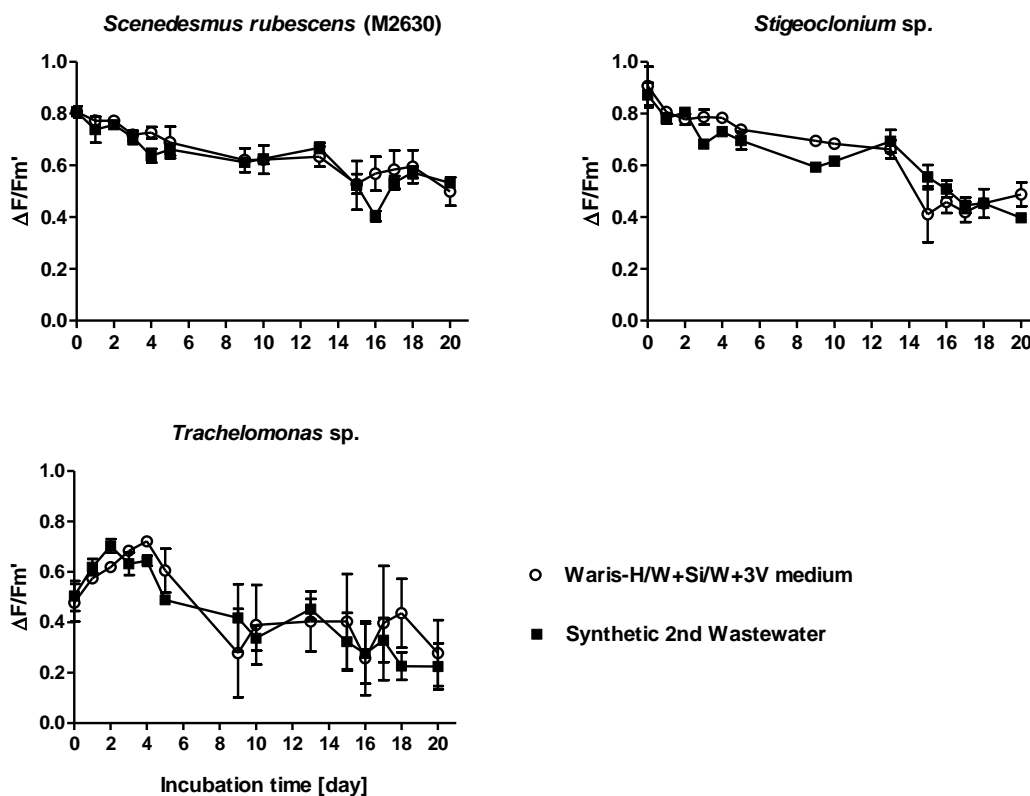 Scenedesmus rubescens (M2630)
Stigeoclonium sp.
1.0
0.8
0.6
0.4
0.2
0.0
ΔF/Fm'
0 2 4 6 8 10 12 14 16 18 20
1.0
0.8
0.6
0.4
0.2
0.0
ΔF/Fm'
0 2 4 6 8 10 12 14 16 18 20
Trachelomonas sp.
1.0
0.8
0.6
0.4
0.2
0.0
ΔF/Fm'
0 2 4 6 8 10 12 14 16 18 20
Incubation time [day]
Waris-H/W+Si/W+3V medium
Synthetic 2nd Wastewater